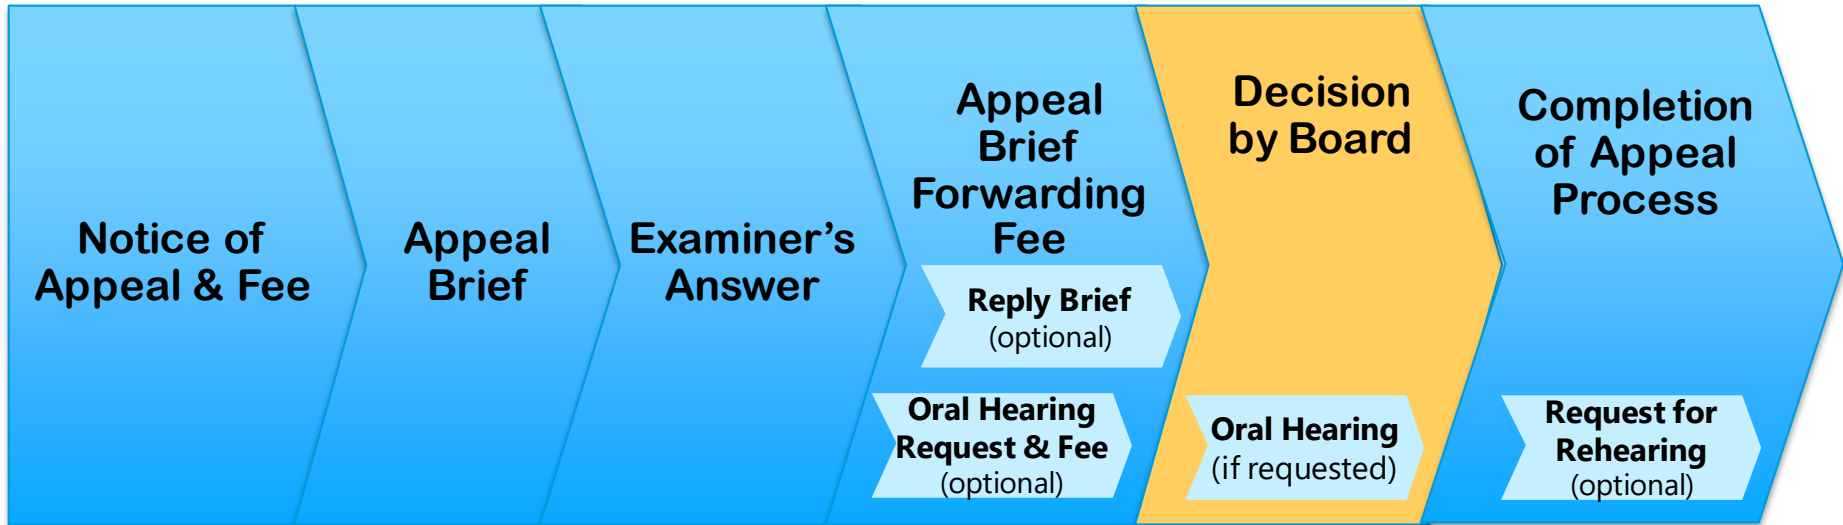 Notice of
Appeal & Fee
Appeal
Brief
Examiner’s
Answer
Appeal
Brief
Forwarding
Fee
Reply Brief
(optional)
Oral Hearing
Request & Fee
(optional)
Decision
by Board
Oral Hearing
(if requested)
Completion
of Appeal
Process
Request for
Rehearing
(optional)